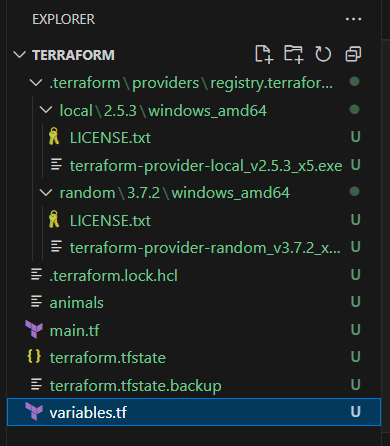 EXPLORER
TERRAFORM
.terraform\providers\registry.terrafor...
local\2.5.3\windows_amd64
LICENSE.txt U
terraform-provider-local_v2.5.3_x5.exe U
random\3.7.2\windows_amd64
LICENSE.txt U
terraform-provider-random_v3.7.2_x... U
.terraform.lock.hcl U
animals U
main.tf U
terraform.tfstate U
terraform.tfstate.backup U
variables.tf U